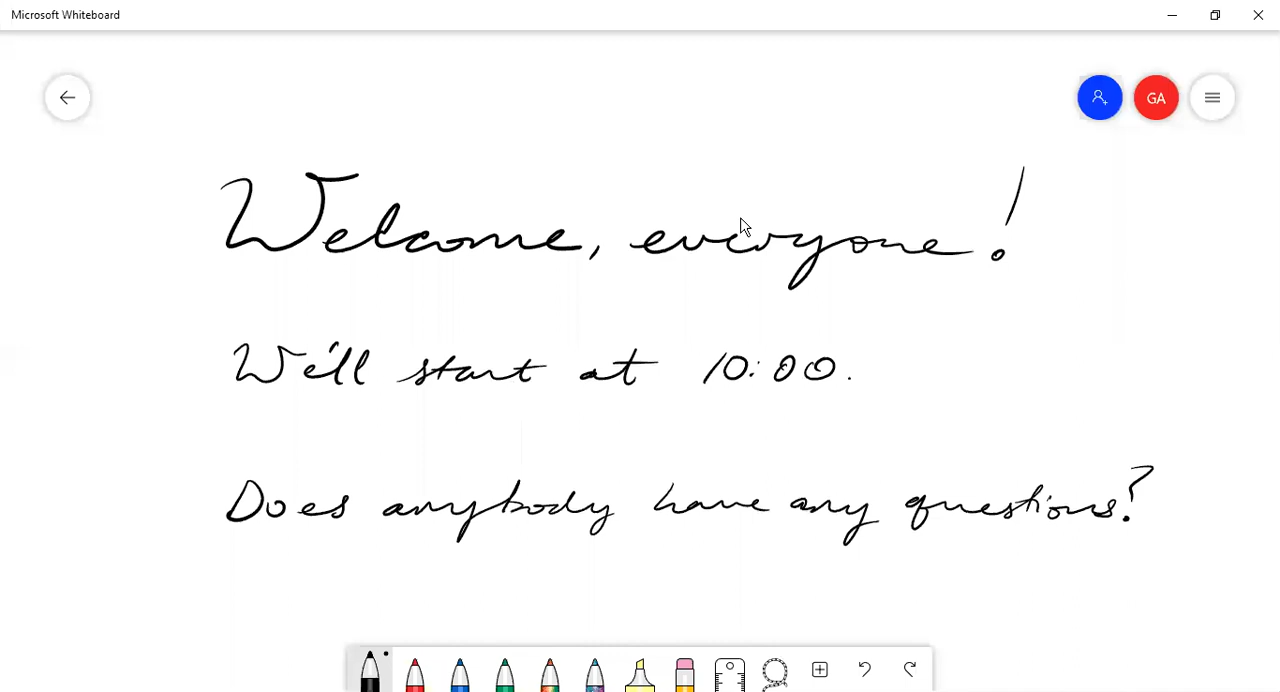 Microsoft Whiteboard
GA
Welcome, everyone!
We'll start at 10:00.
Does anybody have any questions?